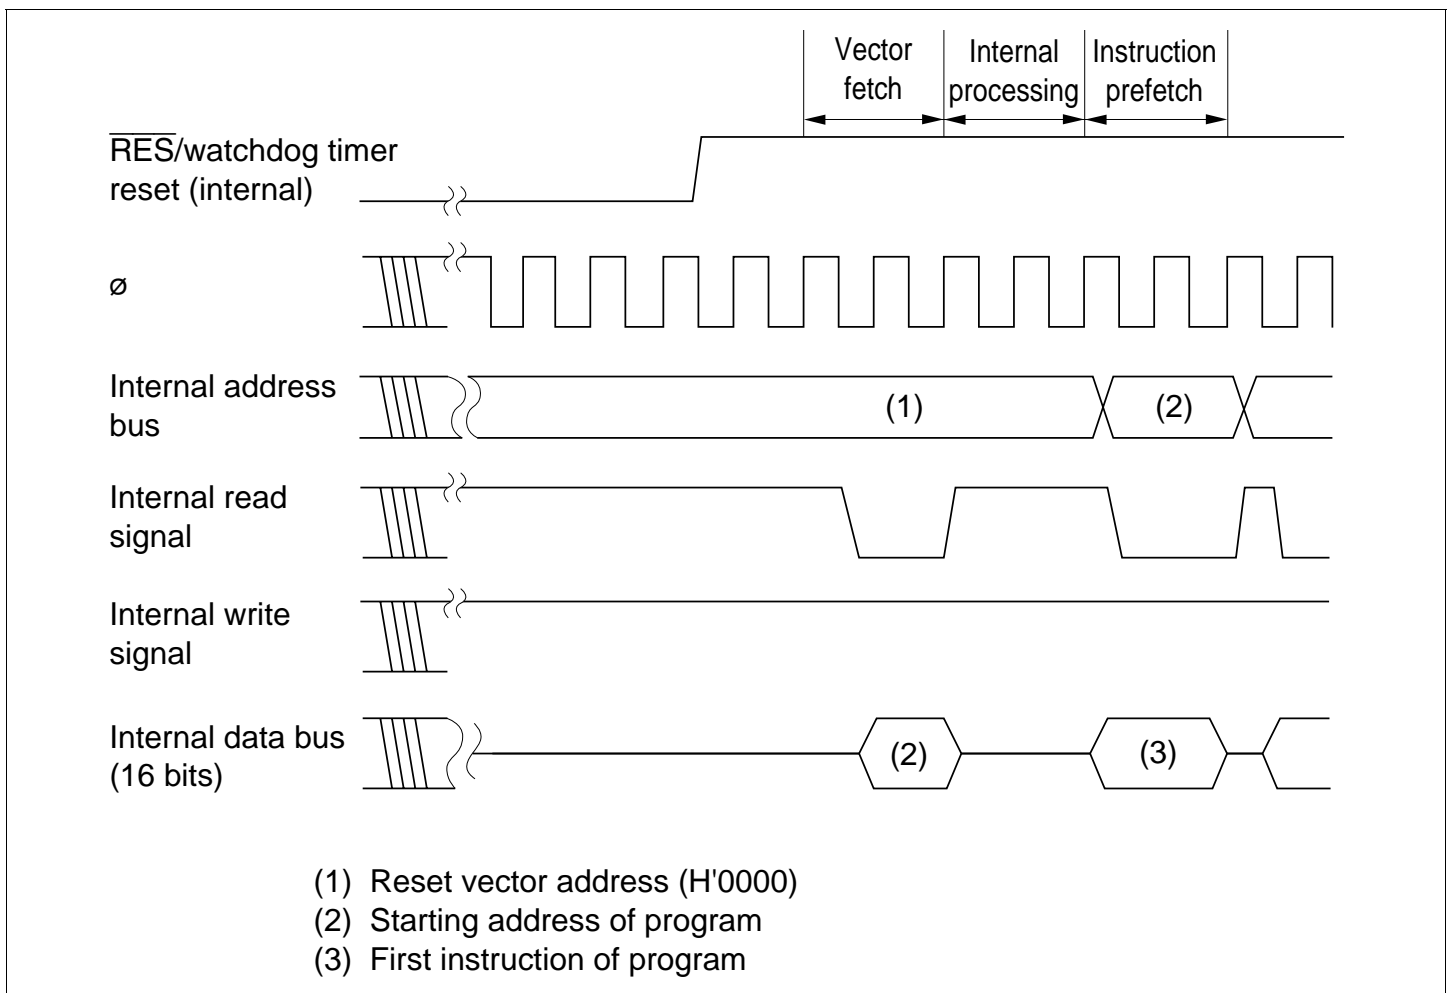 Vector
fetch
Internal
processing
Instruction
prefetch
RES/watchdog timer
reset (internal)
ø
Internal address
bus
(1)
(2)
Internal read
signal
Internal write
signal
Internal data bus
(16 bits)
(2)
(3)
(1) Reset vector address (H'0000)
(2) Starting address of program
(3) First instruction of program